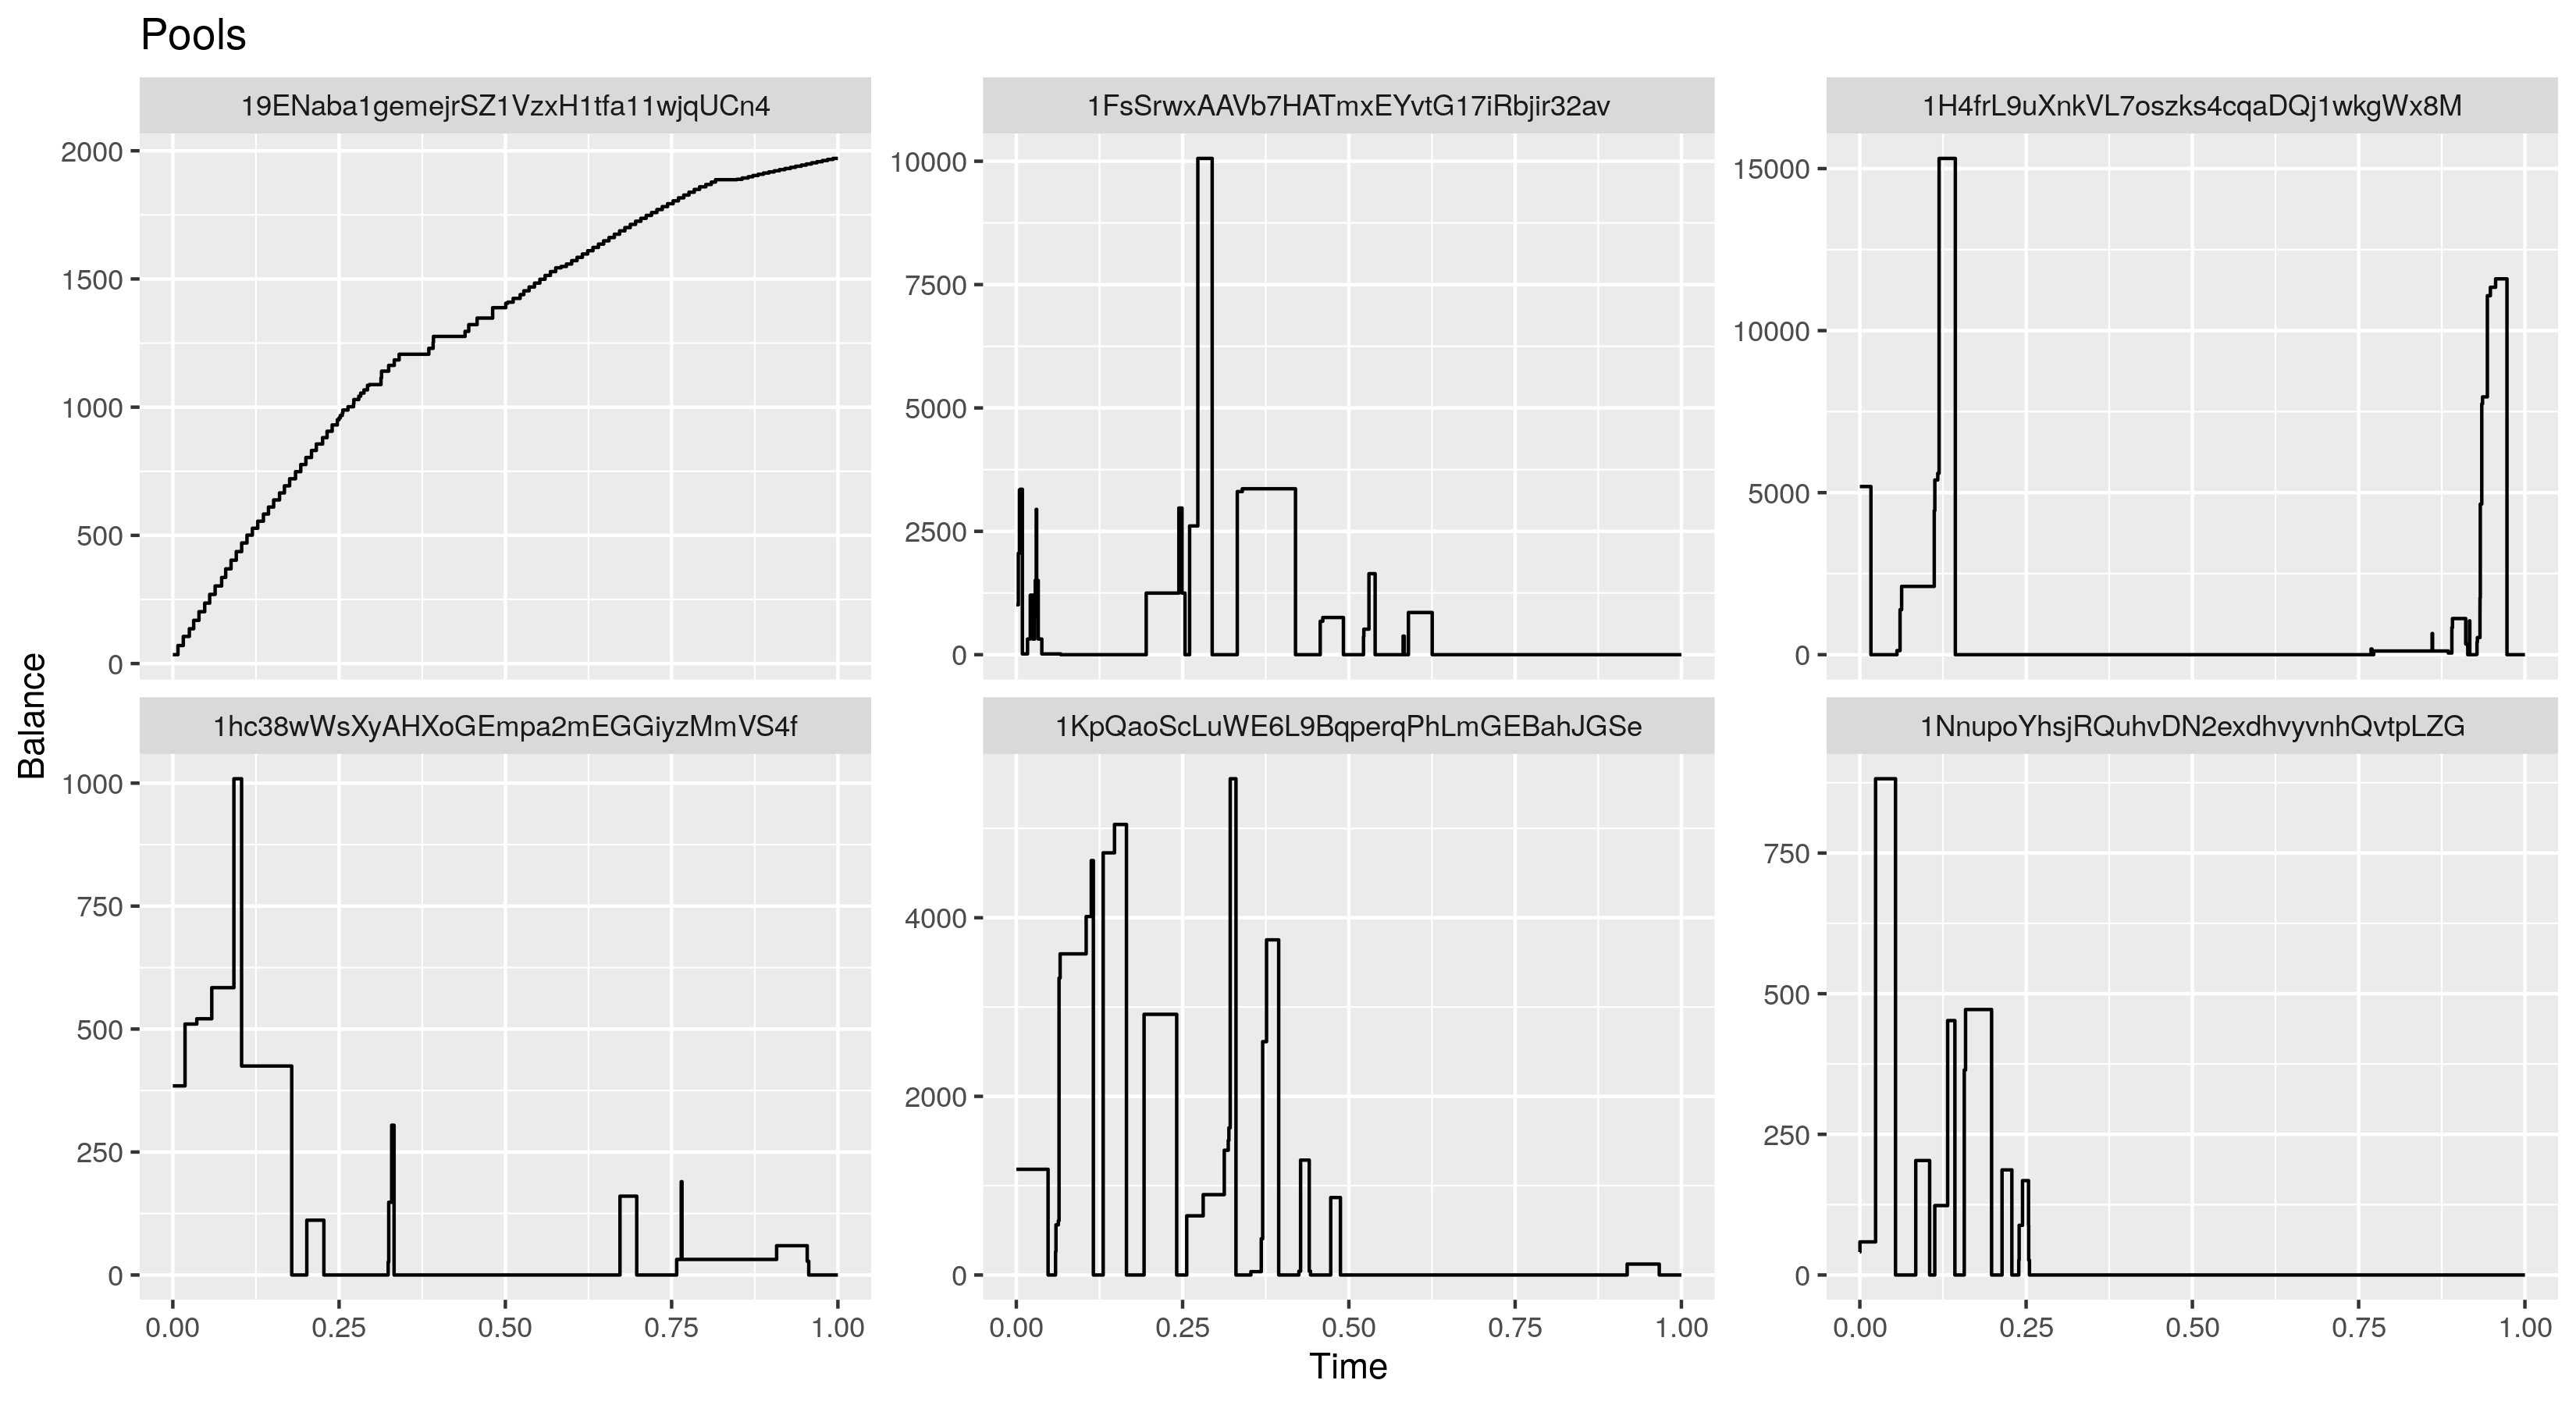 Pools
19ENaba1gemejrSZ1VzxH1tfa11wjqUCn4
1FsSrwxAAVb7HATmxEYvtG17iRbjir32av
1H4frL9uXnkVL7oszks4cqaDQj1wkgWx8M
2000
1500
1000
500
0
10000
7500
5000
2500
0
15000
10000
5000
0
Balance
1hc38wWsXyAHXoGEmpa2mEGGiyzMmVS4f
1KpQaoScLuWE6L9BqperqPhLmGEBahJGSe
1NnupoYhsjRQuhvDN2exdhvyvnhQvtpLZG
1000
750
500
250
0
4000
2000
0
750
500
250
0
0.00 0.25 0.50 0.75 1.00
0.00 0.25 0.50 0.75 1.00
0.00 0.25 0.50 0.75 1.00
Time